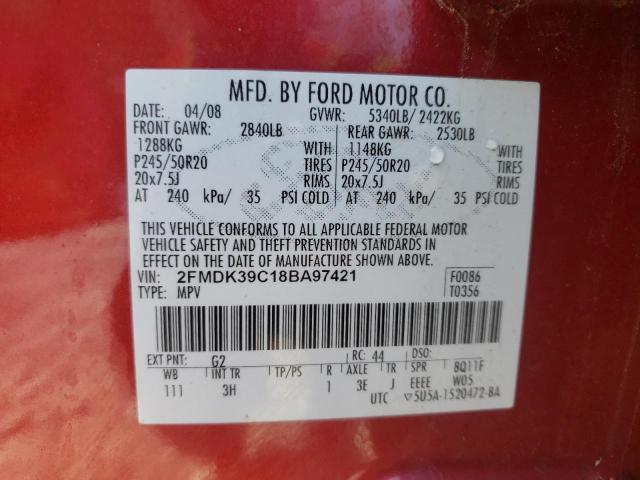 MFD. BY FORD MOTOR CO.
DATE: 04/08 GVWR: 5340LB/ 2422KG
FRONT GAWR: 2840LB REAR GAWR: 2530LB
1288KG 1148KG
P245/50R20 TIRES P245/50R20 TIRES
20x7.5J RIMS 20x7.5J RIMS
AT 240 kPa/ 35 PSI COLD AT 240 kPa/ 35 PSI COLD
THIS VEHICLE CONFORMS TO ALL APPLICABLE FEDERAL MOTOR
VEHICLE SAFETY AND THEFT PREVENTION STANDARDS IN
EFFECT ON THE DATE OF MANUFACTURE SHOWN ABOVE.
VIN: 2FMDK39C18BA97421 F0086
TYPE: MPV T0356
EXT PNT: G2 RC: 44 DSO:
WB INT TR TP/PS R AXLE TR SPR 8Q11F
111 3H 1 3E J EEEE W05
UTC ▽5U5A-1520472-BA